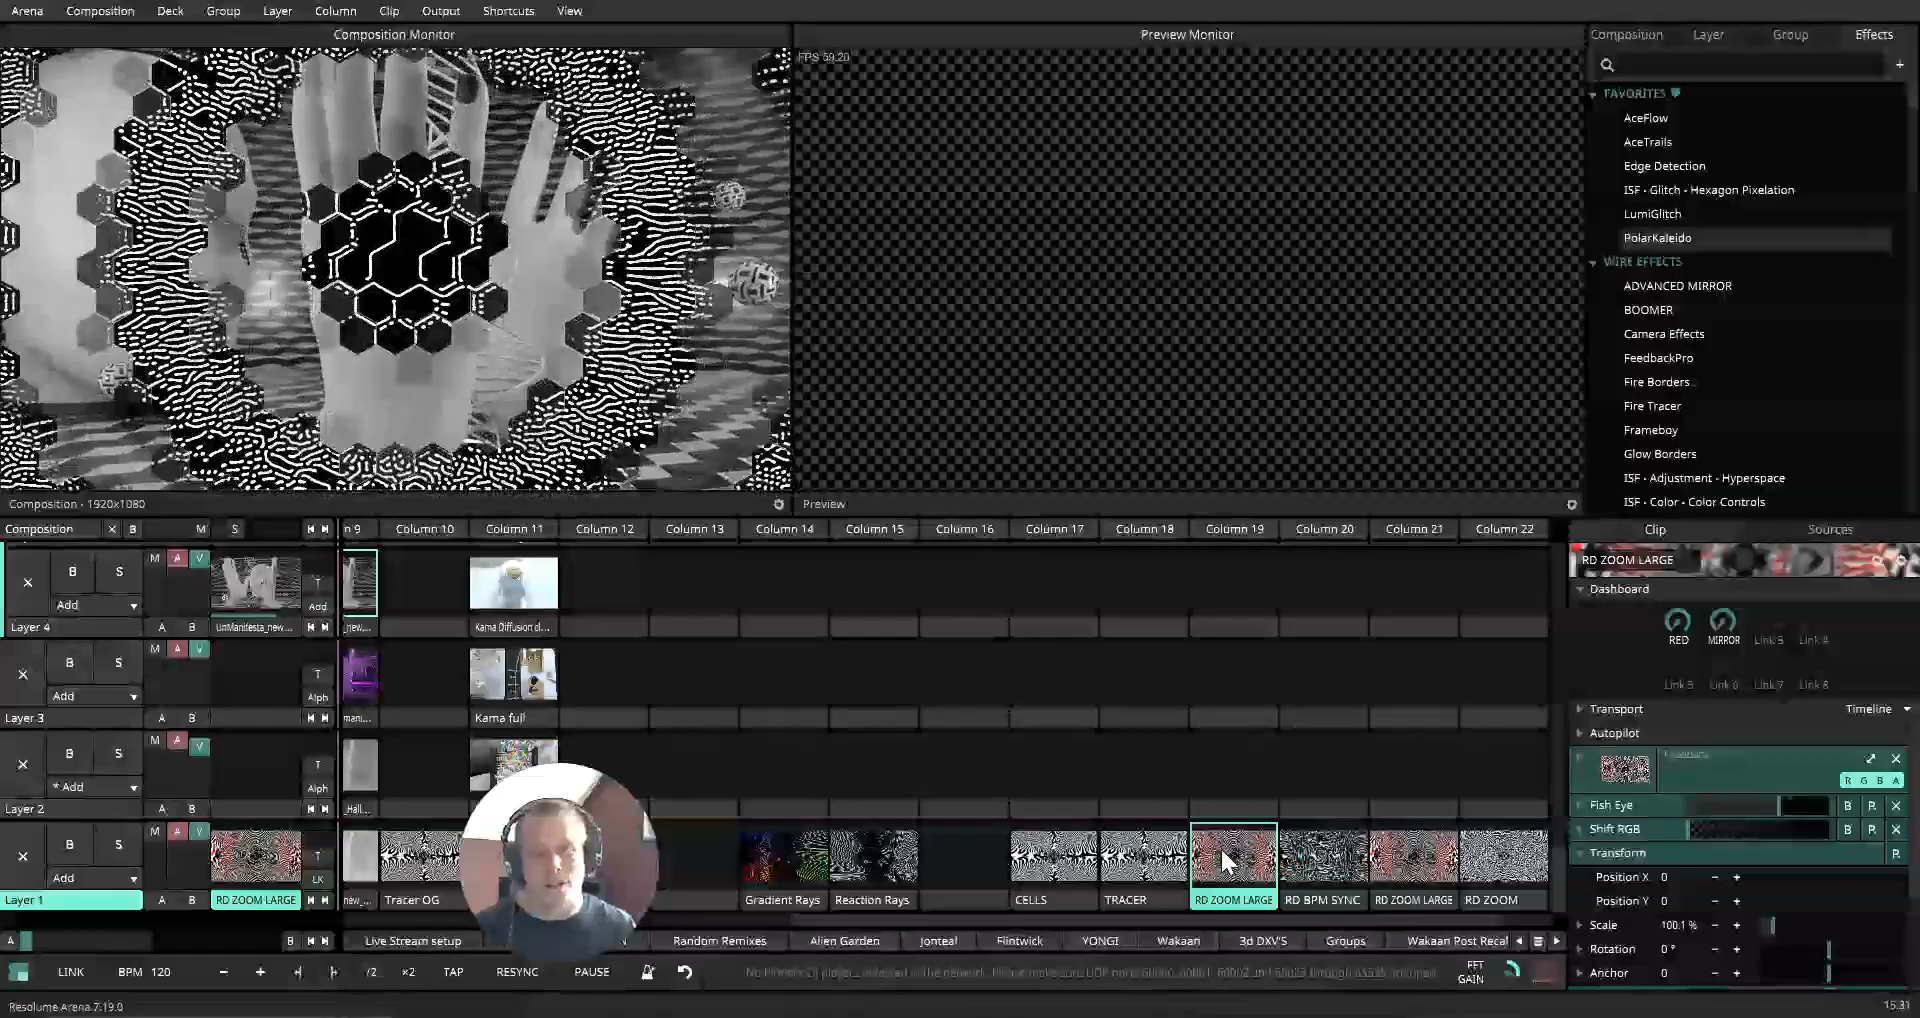 Arena Composition Deck Group Layer Column Clip Output Shortcuts View
Composition Monitor
Preview Monitor
Composition Layer Group Effects
FPS 59.20
FAVORITES
AceFlow
AceTrails
Edge Detection
ISF - Glitch - Hexagon Pixelation
LumiGlitch
PolarKaleido
WIRE EFFECTS
ADVANCED MIRROR
BOOMER
Camera Effects
FeedbackPro
Fire Borders
Fire Tracer
Frameboy
Glow Borders
ISF - Adjustment - Hyperspace
ISF - Color - Color Controls
Composition - 1920x1080
Preview
Composition × B M S
n 9 Column 10 Column 11 Column 12 Column 13 Column 14 Column 15 Column 16 Column 17 Column 18 Column 19 Column 20 Column 21 Column 22
Clip Sources
B S M A V T
Add Add
Layer 4 A B UnManifesta_new... _new... Kama Diffusion cl...
B S M A V T
Add Alph
Layer 3 A B mani... Kama full
B S M A V T
* Add Alph
Layer 2 A B Hall...
B S M A V T
Add LK
Layer 1 A B RD ZOOM LARGE new_... Tracer OG Gradient Rays Reaction Rays CELLS TRACER RD ZOOM LARGE RD BPM SYNC RD ZOOM LARGE RD ZOOM
RD ZOOM LARGE
Dashboard
RED MIRROR Link 3 Link 4
Link 5 Link 6 Link 7 Link 8
Transport Timeline
Autopilot
R G B A
Fish Eye B P. X
Shift RGB B P. X
Transform P.
Position X 0 - +
Position Y 0 - +
Scale 100.1 % - +
Rotation 0 ° - +
Anchor 0 - +
A B Live Stream setup Random Remixes Alien Garden Jonteal Flintwick YONGI Wakaan 3d DXV'S Groups Wakaan Post Recal
LINK BPM 120 - + /2 ×2 TAP RESYNC PAUSE
FFT
GAIN
Resolume Arena 7.19.0
15:31